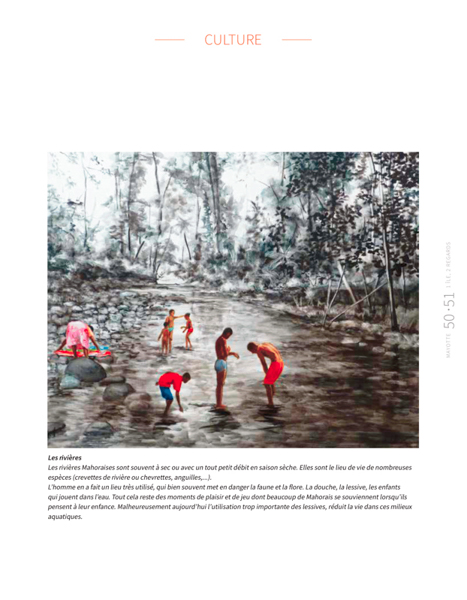 CULTURE
MAYOTTE 50•51 L'ÎLE / REGARDS
Les rivières
Les rivières Mahoraises sont souvent à sec ou avec un tout petit débit en saison sèche. Elles sont le lieu de vie de nombreuses
espèces (crevettes de rivière ou chevrettes, anguilles,...).
L'homme en a fait un lieu très utilisé, qui bien souvent met en danger la faune et la flore. La douche, la lessive, les enfants
qui jouent dans l'eau. Tout cela reste des moments de plaisir et de jeu dont beaucoup de Mahorais se souviennent lorsqu'ils
pensent à leur enfance. Malheureusement aujourd'hui l'utilisation trop importante des lessives, réduit la vie dans ces milieux
aquatiques.